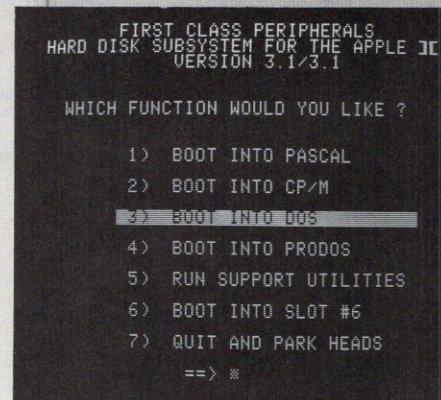 FIRST CLASS PERIPHERALS
HARD DISK SUBSYSTEM FOR THE APPLE ][
VERSION 3.1/3.1
WHICH FUNCTION WOULD YOU LIKE ?
1) BOOT INTO PASCAL
2) BOOT INTO CP/M
3) BOOT INTO DOS
4) BOOT INTO PRODOS
5) RUN SUPPORT UTILITIES
6) BOOT INTO SLOT #6
7) QUIT AND PARK HEADS
==>